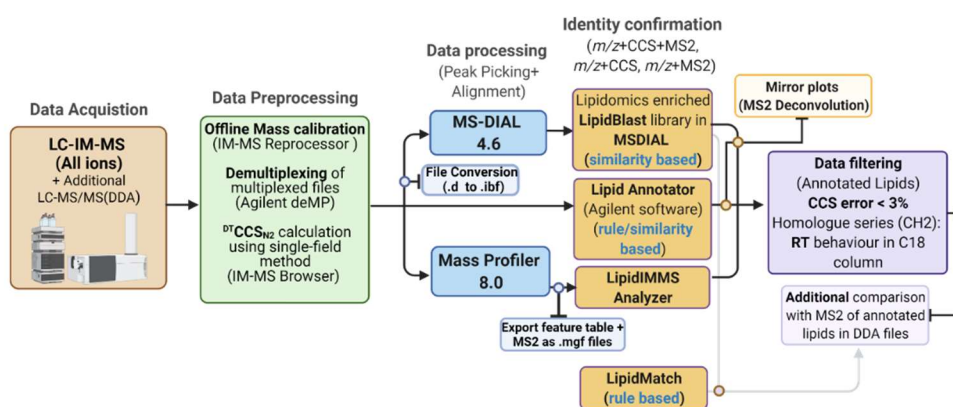 Data Acquistion
LC-IM-MS
(All ions)
+ Additional
LC-MS/MS(DDA)
Data Preprocessing
Offline Mass calibration
(IM-MS Reprocessor )
Demultiplexing of
multiplexed files
(Agilent deMP)
DTCCSN2 calculation
using single-field
method
(IM-MS Browser)
Data processing
(Peak Picking+
Alignment)
MS-DIAL
4.6
File Conversion
(.d to .ibf)
Mass Profiler
8.0
Export feature table +
MS2 as .mgf files
Identity confirmation
(m/z+CCS+MS2,
m/z+CCS, m/z+MS2)
Lipidomics enriched
LipidBlast library in
MSDIAL
(similarity based)
Lipid Annotator
(Agilent software)
(rule/similarity
based)
LipidIMMS
Analyzer
LipidMatch
(rule based)
Mirror plots
(MS2 Deconvolution)
Data filtering
(Annotated Lipids)
CCS error < 3%
Homologue series (CH2):
RT behaviour in C18
column
Additional comparison
with MS2 of annotated
lipids in DDA files